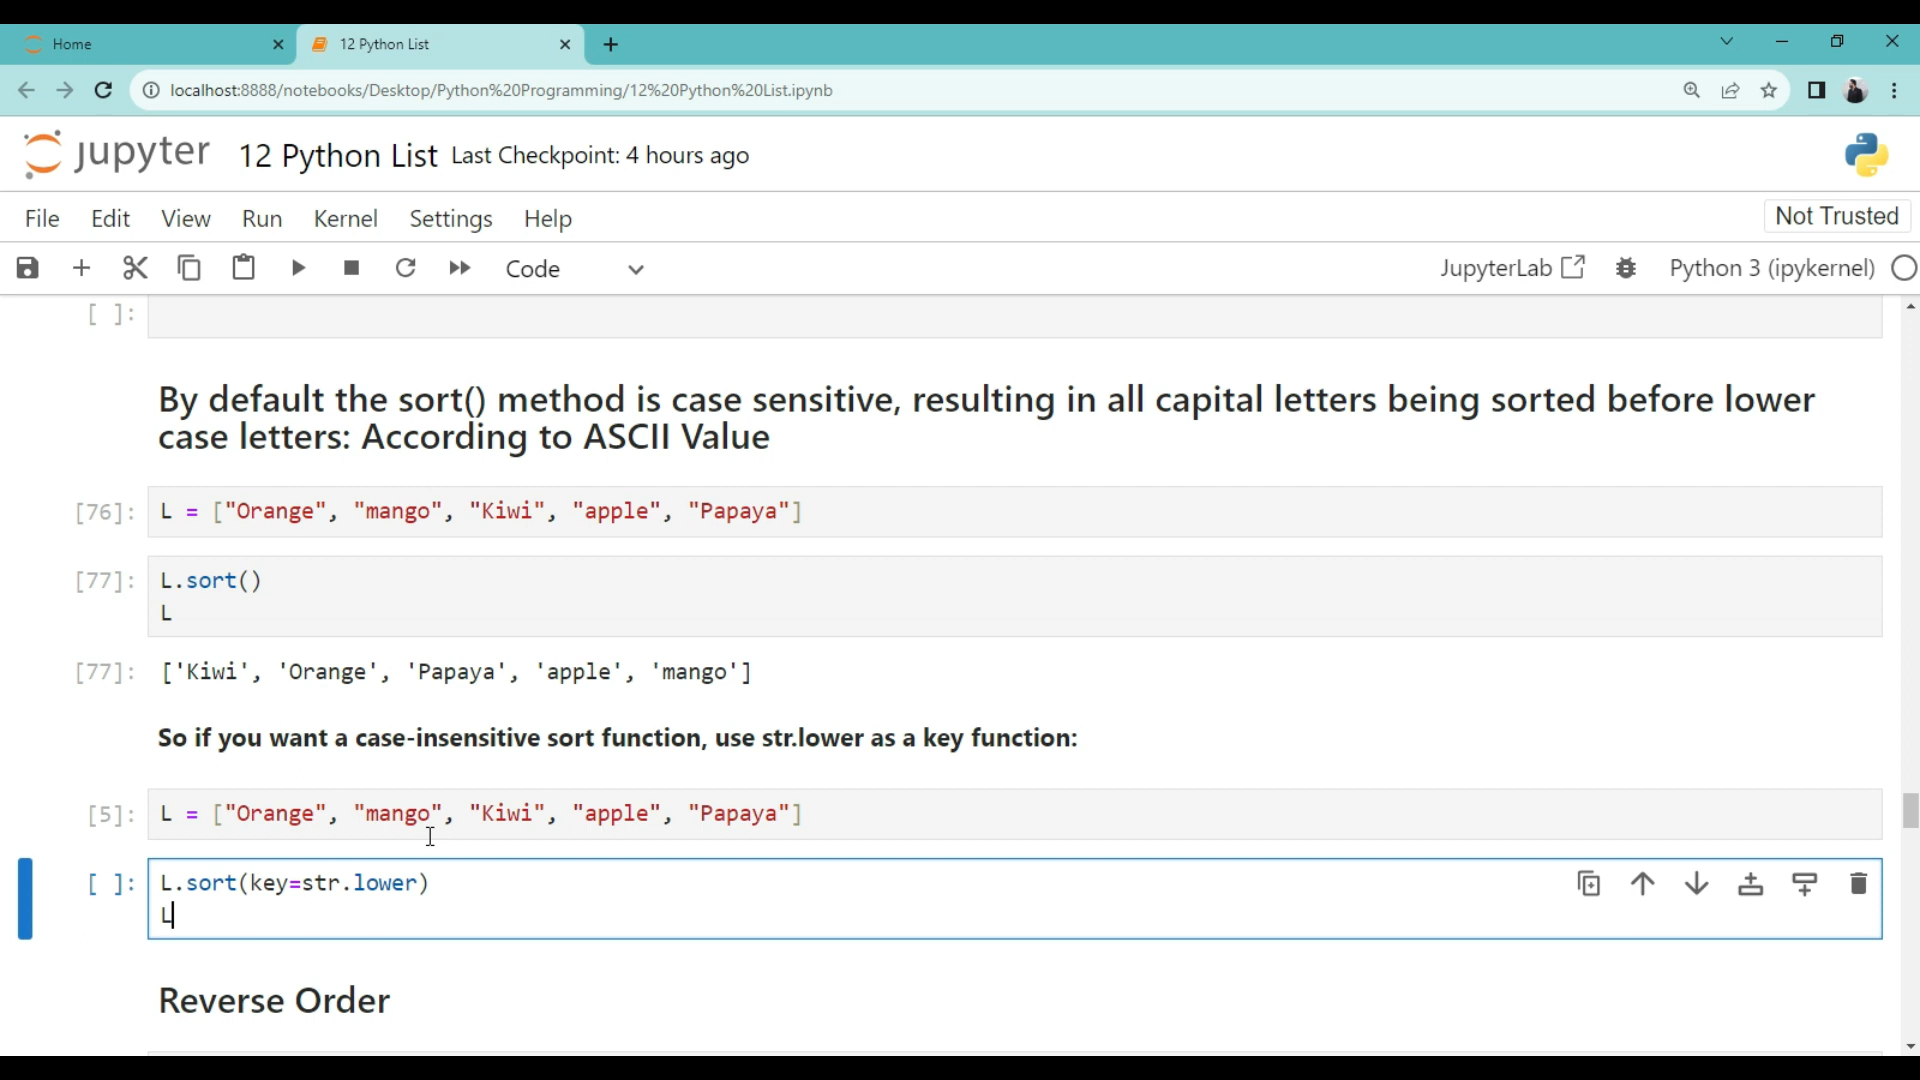 Home
12 Python List
localhost:8888/notebooks/Desktop/Python%20Programming/12%20Python%20List.ipynb
jupyter 12 Python List Last Checkpoint: 4 hours ago
File Edit View Run Kernel Settings Help Not Trusted
Code JupyterLab Python 3 (ipykernel)
[ ]:
By default the sort() method is case sensitive, resulting in all capital letters being sorted before lower
case letters: According to ASCII Value
[76]: L = ["Orange", "mango", "Kiwi", "apple", "Papaya"]
[77]: L.sort()
L
[77]: ['Kiwi', 'Orange', 'Papaya', 'apple', 'mango']
So if you want a case-insensitive sort function, use str.lower as a key function:
[5]: L = ["Orange", "mango", "Kiwi", "apple", "Papaya"]
[ ]: L.sort(key=str.lower)
L
Reverse Order